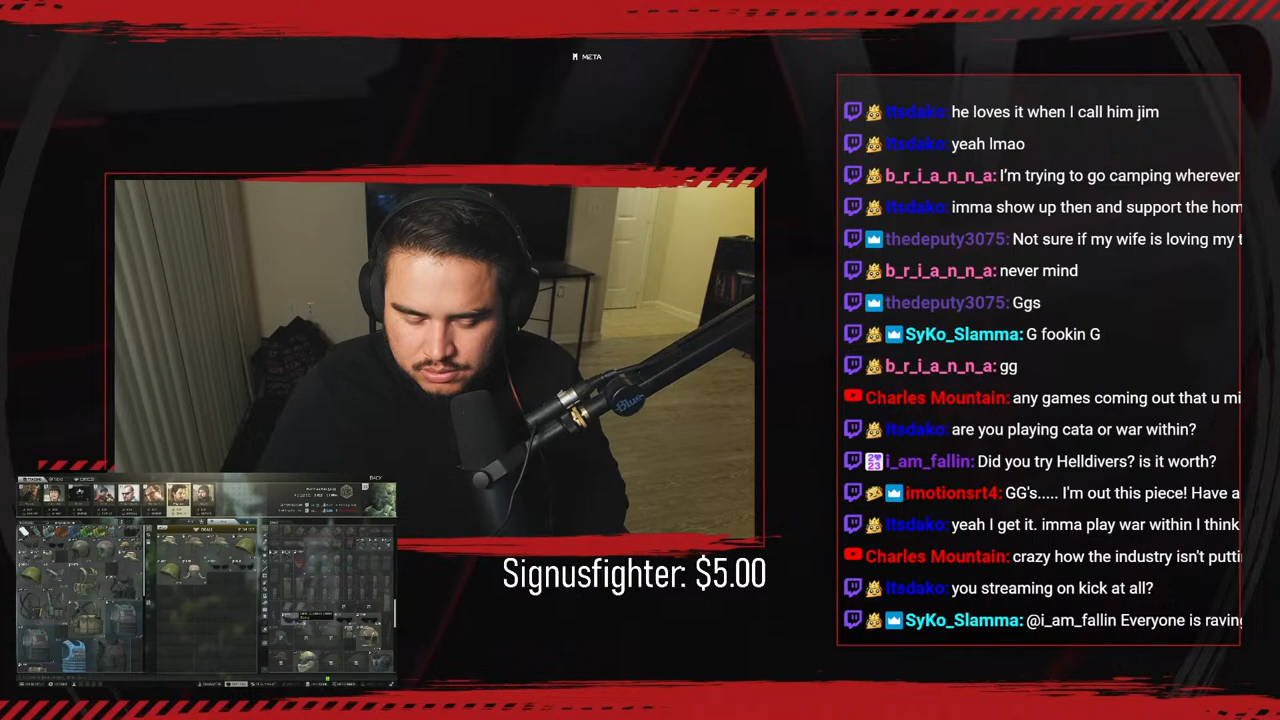 META
Itsdako: he loves it when I call him jim
Itsdako: yeah lmao
b_r_i_a_n_n_a: I'm trying to go camping wherever
Itsdako: imma show up then and support the hom
thedeputy3075: Not sure if my wife is loving my t
b_r_i_a_n_n_a: never mind
thedeputy3075: Ggs
SyKo_Slamma: G fookin G
b_r_i_a_n_n_a: gg
Charles Mountain: any games coming out that u mi
Itsdako: are you playing cata or war within?
i_am_fallin: Did you try Helldivers? is it worth?
imotionsrt4: GG's..... I'm out this piece! Have a
Itsdako: yeah I get it. imma play war within I think
Charles Mountain: crazy how the industry isn't putti
Itsdako: you streaming on kick at all?
SyKo_Slamma: @i_am_fallin Everyone is raving
Blue
BACK
Signusfighter: $5.00